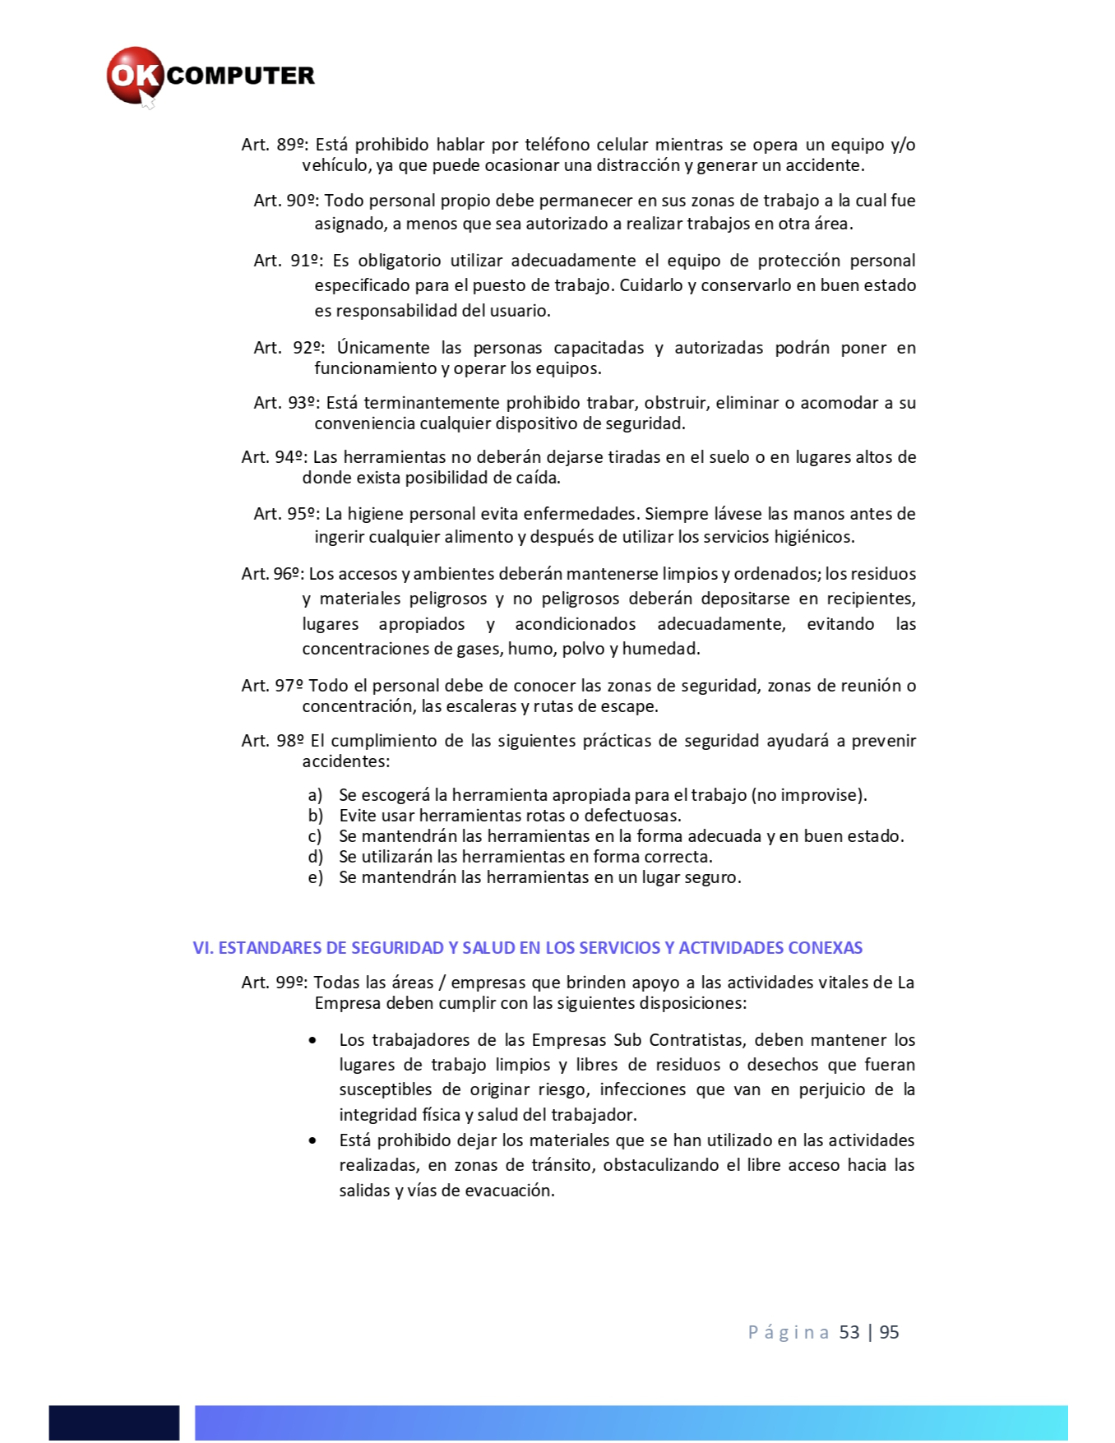 OK COMPUTER
Art. 89º: Está prohibido hablar por teléfono celular mientras se opera un equipo y/o
vehículo, ya que puede ocasionar una distracción y generar un accidente.
Art. 90º: Todo personal propio debe permanecer en sus zonas de trabajo a la cual fue
asignado, a menos que sea autorizado a realizar trabajos en otra área.
Art. 91º: Es obligatorio utilizar adecuadamente el equipo de protección personal
especificado para el puesto de trabajo. Cuidarlo y conservarlo en buen estado
es responsabilidad del usuario.
Art. 92º: Únicamente las personas capacitadas y autorizadas podrán poner en
funcionamiento y operar los equipos.
Art. 93º: Está terminantemente prohibido trabar, obstruir, eliminar o acomodar a su
conveniencia cualquier dispositivo de seguridad.
Art. 94º: Las herramientas no deberán dejarse tiradas en el suelo o en lugares altos de
donde exista posibilidad de caída.
Art. 95º: La higiene personal evita enfermedades. Siempre lávese las manos antes de
ingerir cualquier alimento y después de utilizar los servicios higiénicos.
Art. 96º: Los accesos y ambientes deberán mantenerse limpios y ordenados; los residuos
y materiales peligrosos y no peligrosos deberán depositarse en recipientes,
lugares apropiados y acondicionados adecuadamente, evitando las
concentraciones de gases, humo, polvo y humedad.
Art. 97º Todo el personal debe de conocer las zonas de seguridad, zonas de reunión o
concentración, las escaleras y rutas de escape.
Art. 98º El cumplimiento de las siguientes prácticas de seguridad ayudará a prevenir
accidentes:
a) Se escogerá la herramienta apropiada para el trabajo (no improvise).
b) Evite usar herramientas rotas o defectuosas.
c) Se mantendrán las herramientas en la forma adecuada y en buen estado.
d) Se utilizarán las herramientas en forma correcta.
e) Se mantendrán las herramientas en un lugar seguro.
VI. ESTANDARES DE SEGURIDAD Y SALUD EN LOS SERVICIOS Y ACTIVIDADES CONEXAS
Art. 99º: Todas las áreas / empresas que brinden apoyo a las actividades vitales de La
Empresa deben cumplir con las siguientes disposiciones:
• Los trabajadores de las Empresas Sub Contratistas, deben mantener los
lugares de trabajo limpios y libres de residuos o desechos que fueran
susceptibles de originar riesgo, infecciones que van en perjuicio de la
integridad física y salud del trabajador.
• Está prohibido dejar los materiales que se han utilizado en las actividades
realizadas, en zonas de tránsito, obstaculizando el libre acceso hacia las
salidas y vías de evacuación.
Página 53 | 95